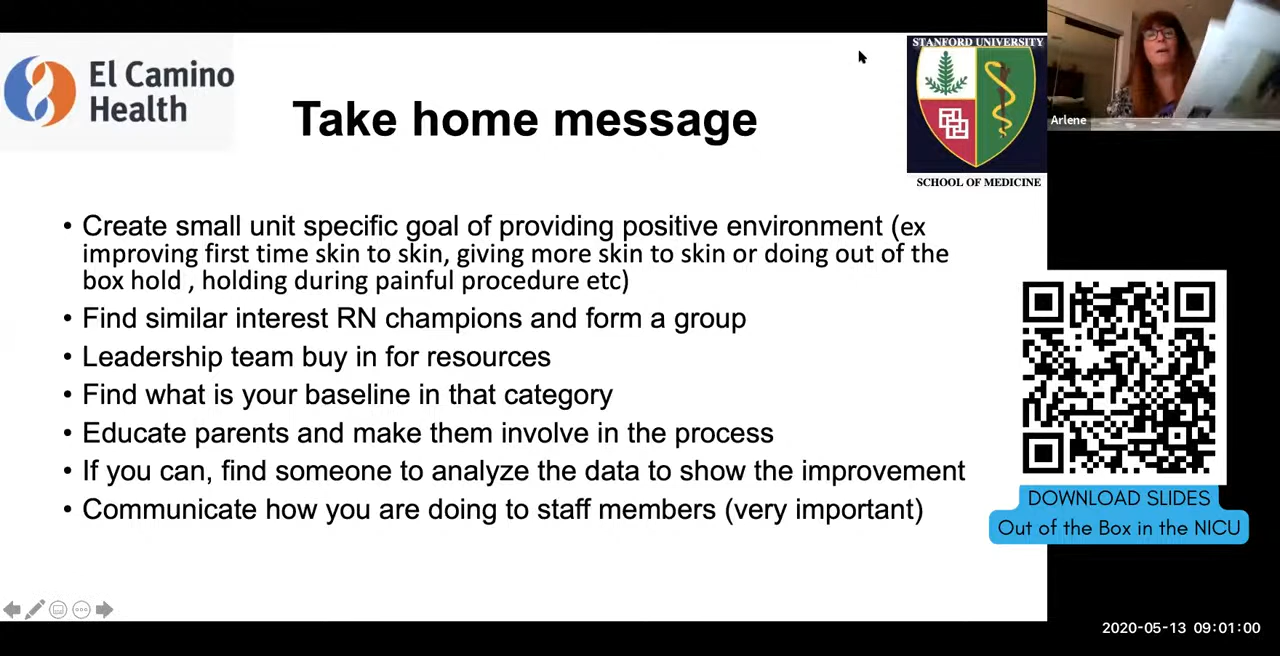 El Camino
Health
Take home message
STANFORD UNIVERSITY
SCHOOL OF MEDICINE
Arlene
• Create small unit specific goal of providing positive environment (ex
improving first time skin to skin, giving more skin to skin or doing out of the
box hold , holding during painful procedure etc)
• Find similar interest RN champions and form a group
• Leadership team buy in for resources
• Find what is your baseline in that category
• Educate parents and make them involve in the process
• If you can, find someone to analyze the data to show the improvement
• Communicate how you are doing to staff members (very important)
DOWNLOAD SLIDES
Out of the Box in the NICU
2020-05-13 09:01:00